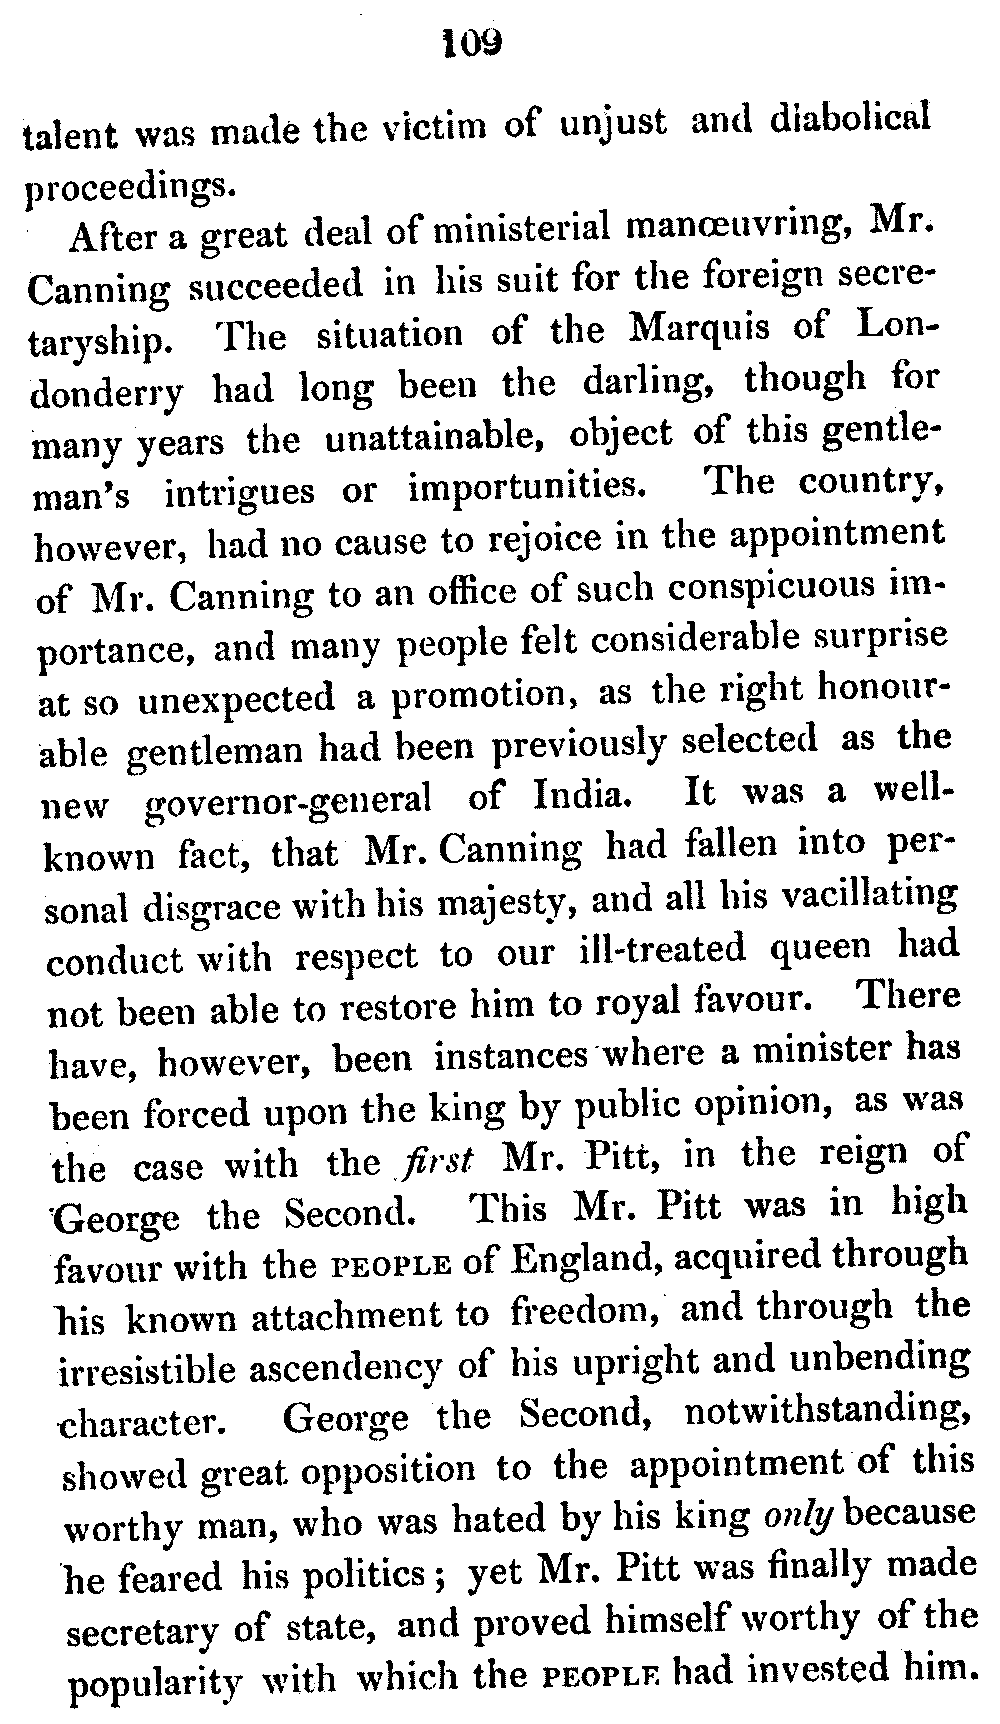 109
talent was made the victim of unjust and diabolical
proceedings.
After a great deal of ministerial manœuvring, Mr.
Canning succeeded in his suit for the foreign secre-
taryship. The situation of the Marquis of Lon-
donderry had long been the darling, though for
many years the unattainable, object of this gentle-
man's intrigues or importunities. The country,
however, had no cause to rejoice in the appointment
of Mr. Canning to an office of such conspicuous im-
portance, and many people felt considerable surprise
at so unexpected a promotion, as the right honour-
able gentleman had been previously selected as the
new governor-general of India. It was a well-
known fact, that Mr. Canning had fallen into per-
sonal disgrace with his majesty, and all his vacillating
conduct with respect to our ill-treated queen had
not been able to restore him to royal favour. There
have, however, been instances where a minister has
been forced upon the king by public opinion, as was
the case with the first Mr. Pitt, in the reign of
George the Second. This Mr. Pitt was in high
favour with the PEOPLE of England, acquired through
his known attachment to freedom, and through the
irresistible ascendency of his upright and unbending
character. George the Second, notwithstanding,
showed great opposition to the appointment of this
worthy man, who was hated by his king only because
he feared his politics; yet Mr. Pitt was finally made
secretary of state, and proved himself worthy of the
popularity with which the PEOPLE had invested him.